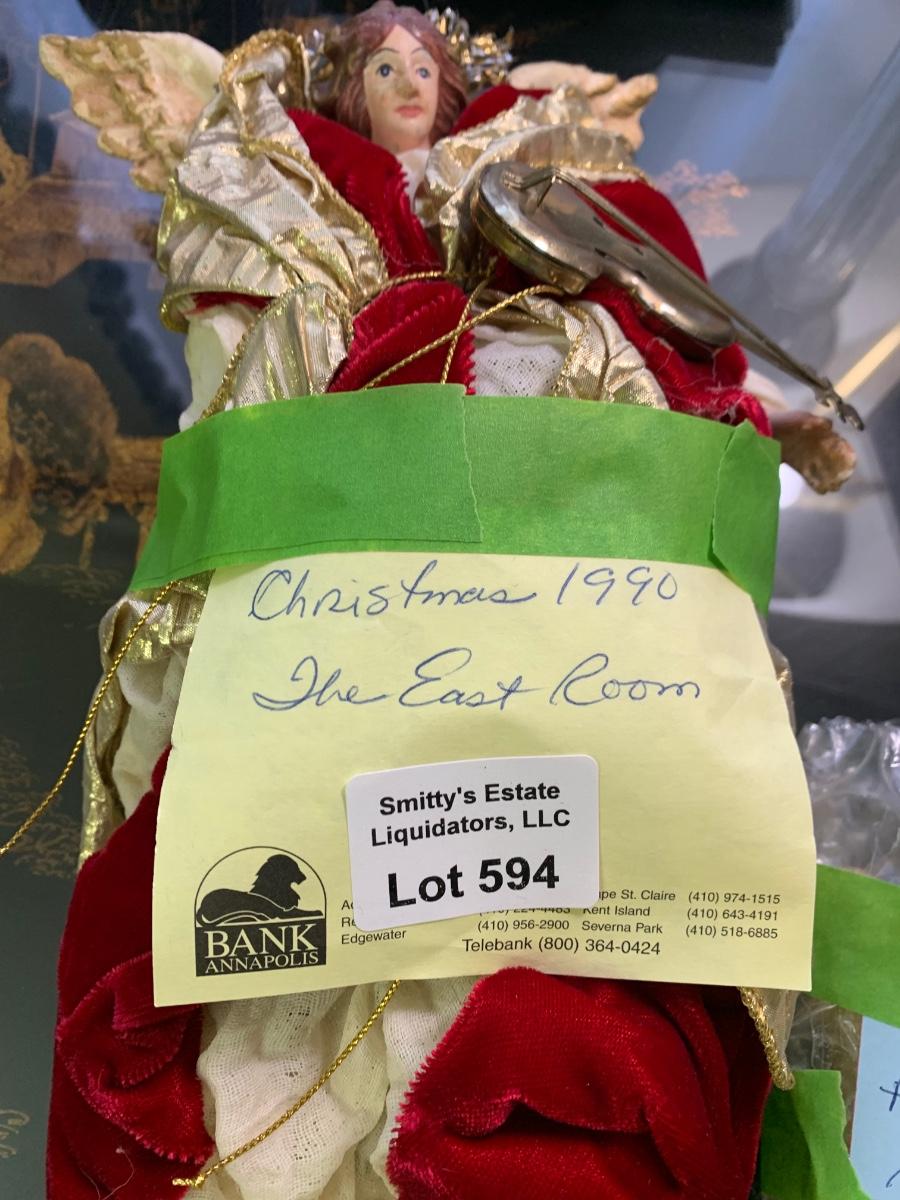 Christmas 1990
The East Room
Smitty's Estate
Liquidators, LLC
Lot 594
BANK
ANNAPOLIS
pe St. Claire (410) 974-1515
Kent Island (410) 643-4191
Edgewater (410) 956-2900 Severna Park (410) 518-6885
Telebank (800) 364-0424